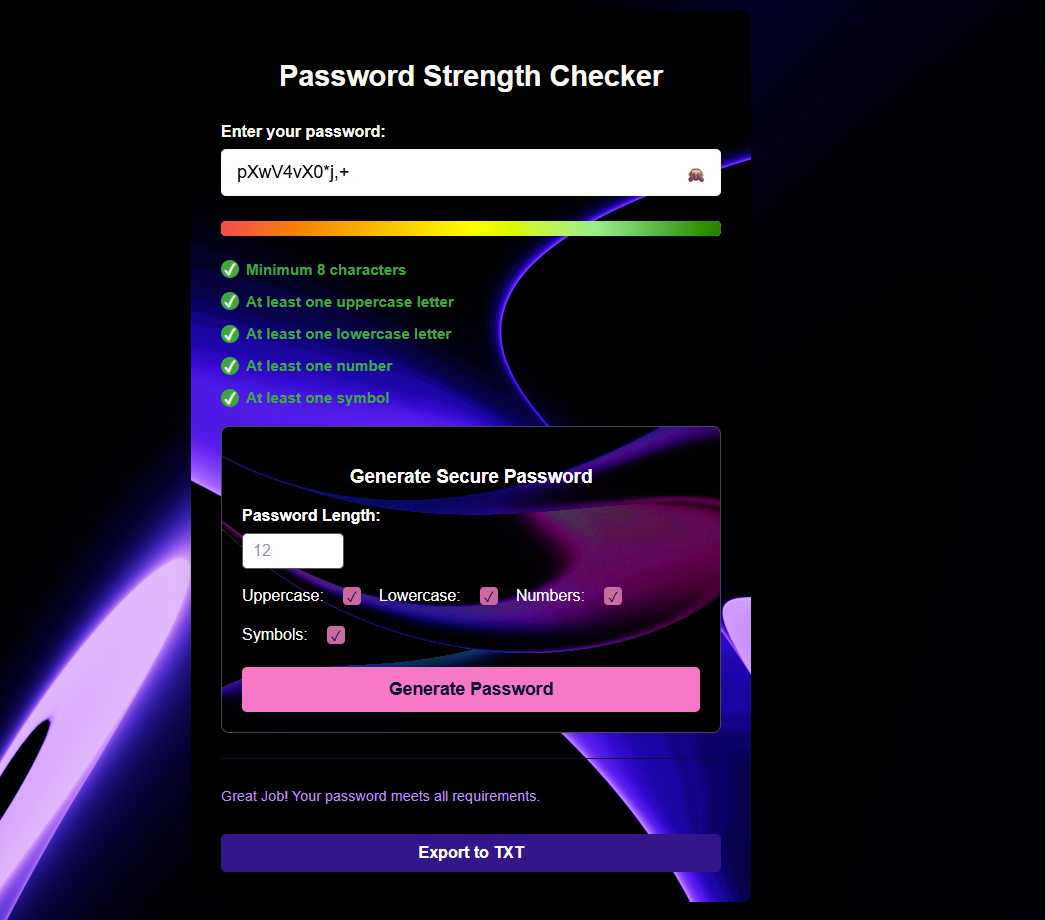 Password Strength Checker
Enter your password:
pXwV4vX0*j,+
Minimum 8 characters
At least one uppercase letter
At least one lowercase letter
At least one number
At least one symbol
Generate Secure Password
Password Length:
12
Uppercase: Lowercase: Numbers:
Symbols:
Generate Password
Great Job! Your password meets all requirements.
Export to TXT